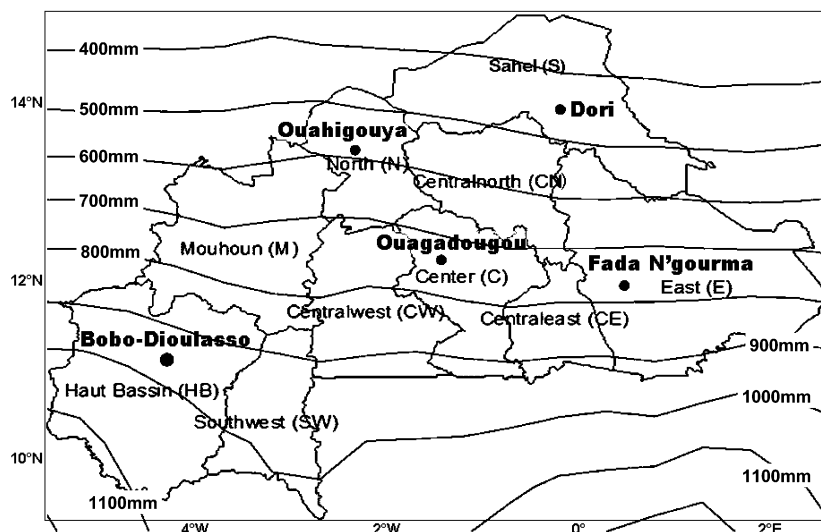 400mm
Sahel (S)
14°N
500mm
Dori
Ouahigouya
600mm
North (N)
Centralnorth (CN)
700mm
Mouhoun (M)
Ouagadougou
800mm
Center (C)
Fada N'gourma
12°N
East (E)
Centralwest (CW)
Centraleast (CE)
Bobo-Dioulasso
900mm
Haut Bassin (HB)
1000mm
Southwest (SW)
10°N
1100mm
1100mm
4°W
2°W
0°
2°E